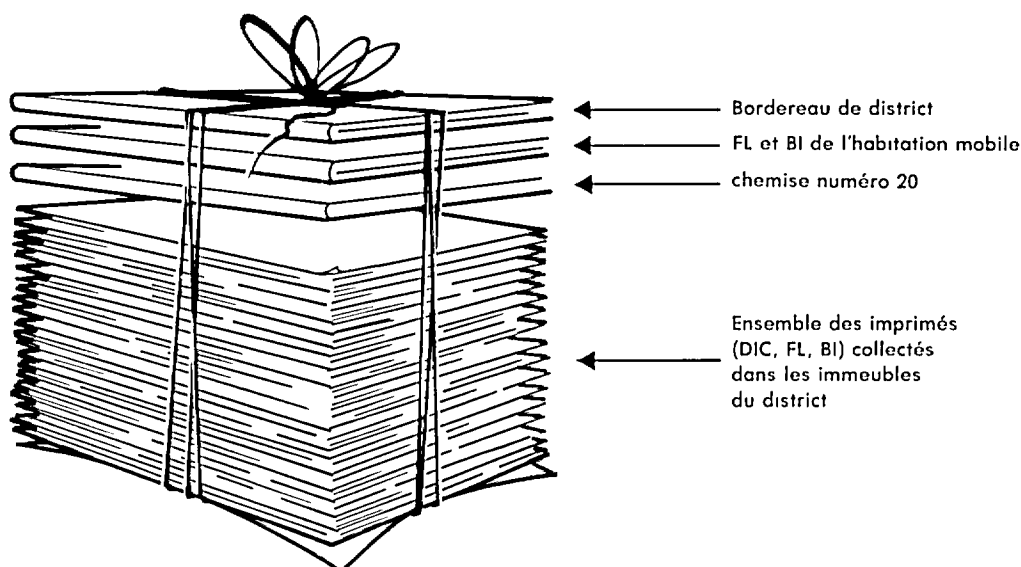 Bordereau de district
FL et BI de l'habitation mobile
chemise numéro 20
Ensemble des imprimés
(DIC, FL, BI) collectés
dans les immeubles
du district